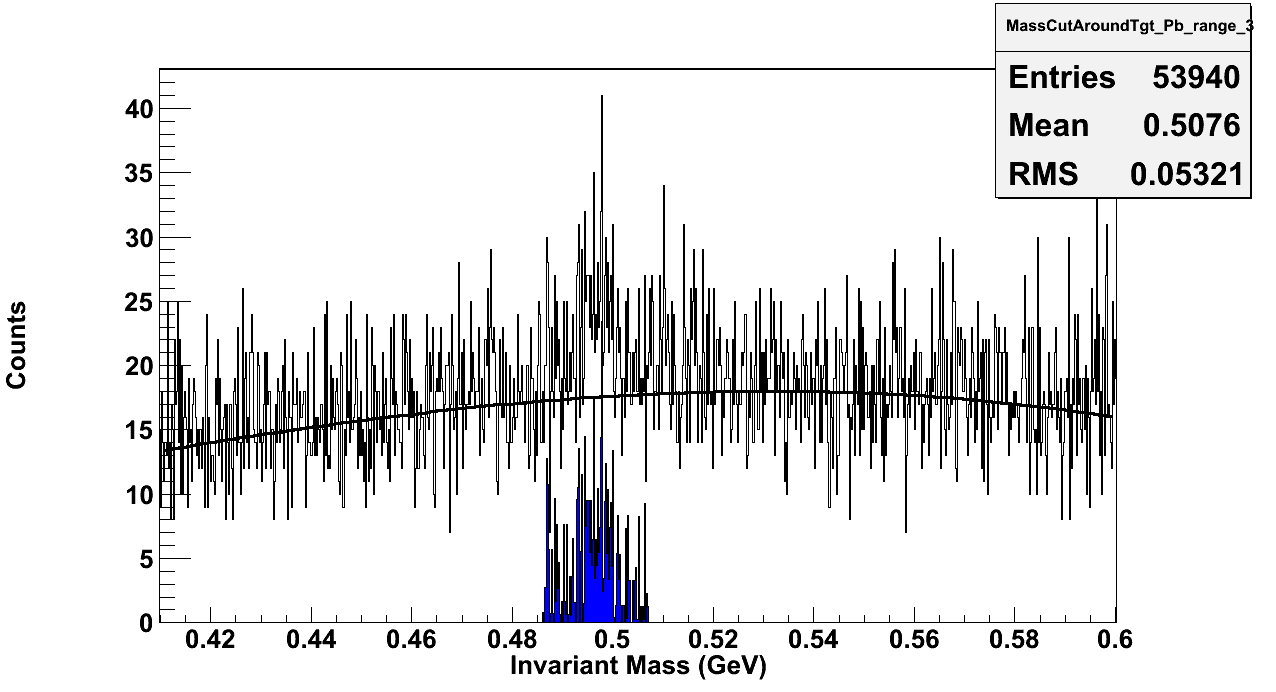 MassCutAroundTgt_Pb_range_3
Entries 53940
Mean 0.5076
RMS 0.05321
Counts
40
35
30
25
20
15
10
5
0
0.42 0.44 0.46 0.48 0.5 0.52 0.54 0.56 0.58 0.6
Invariant Mass (GeV)